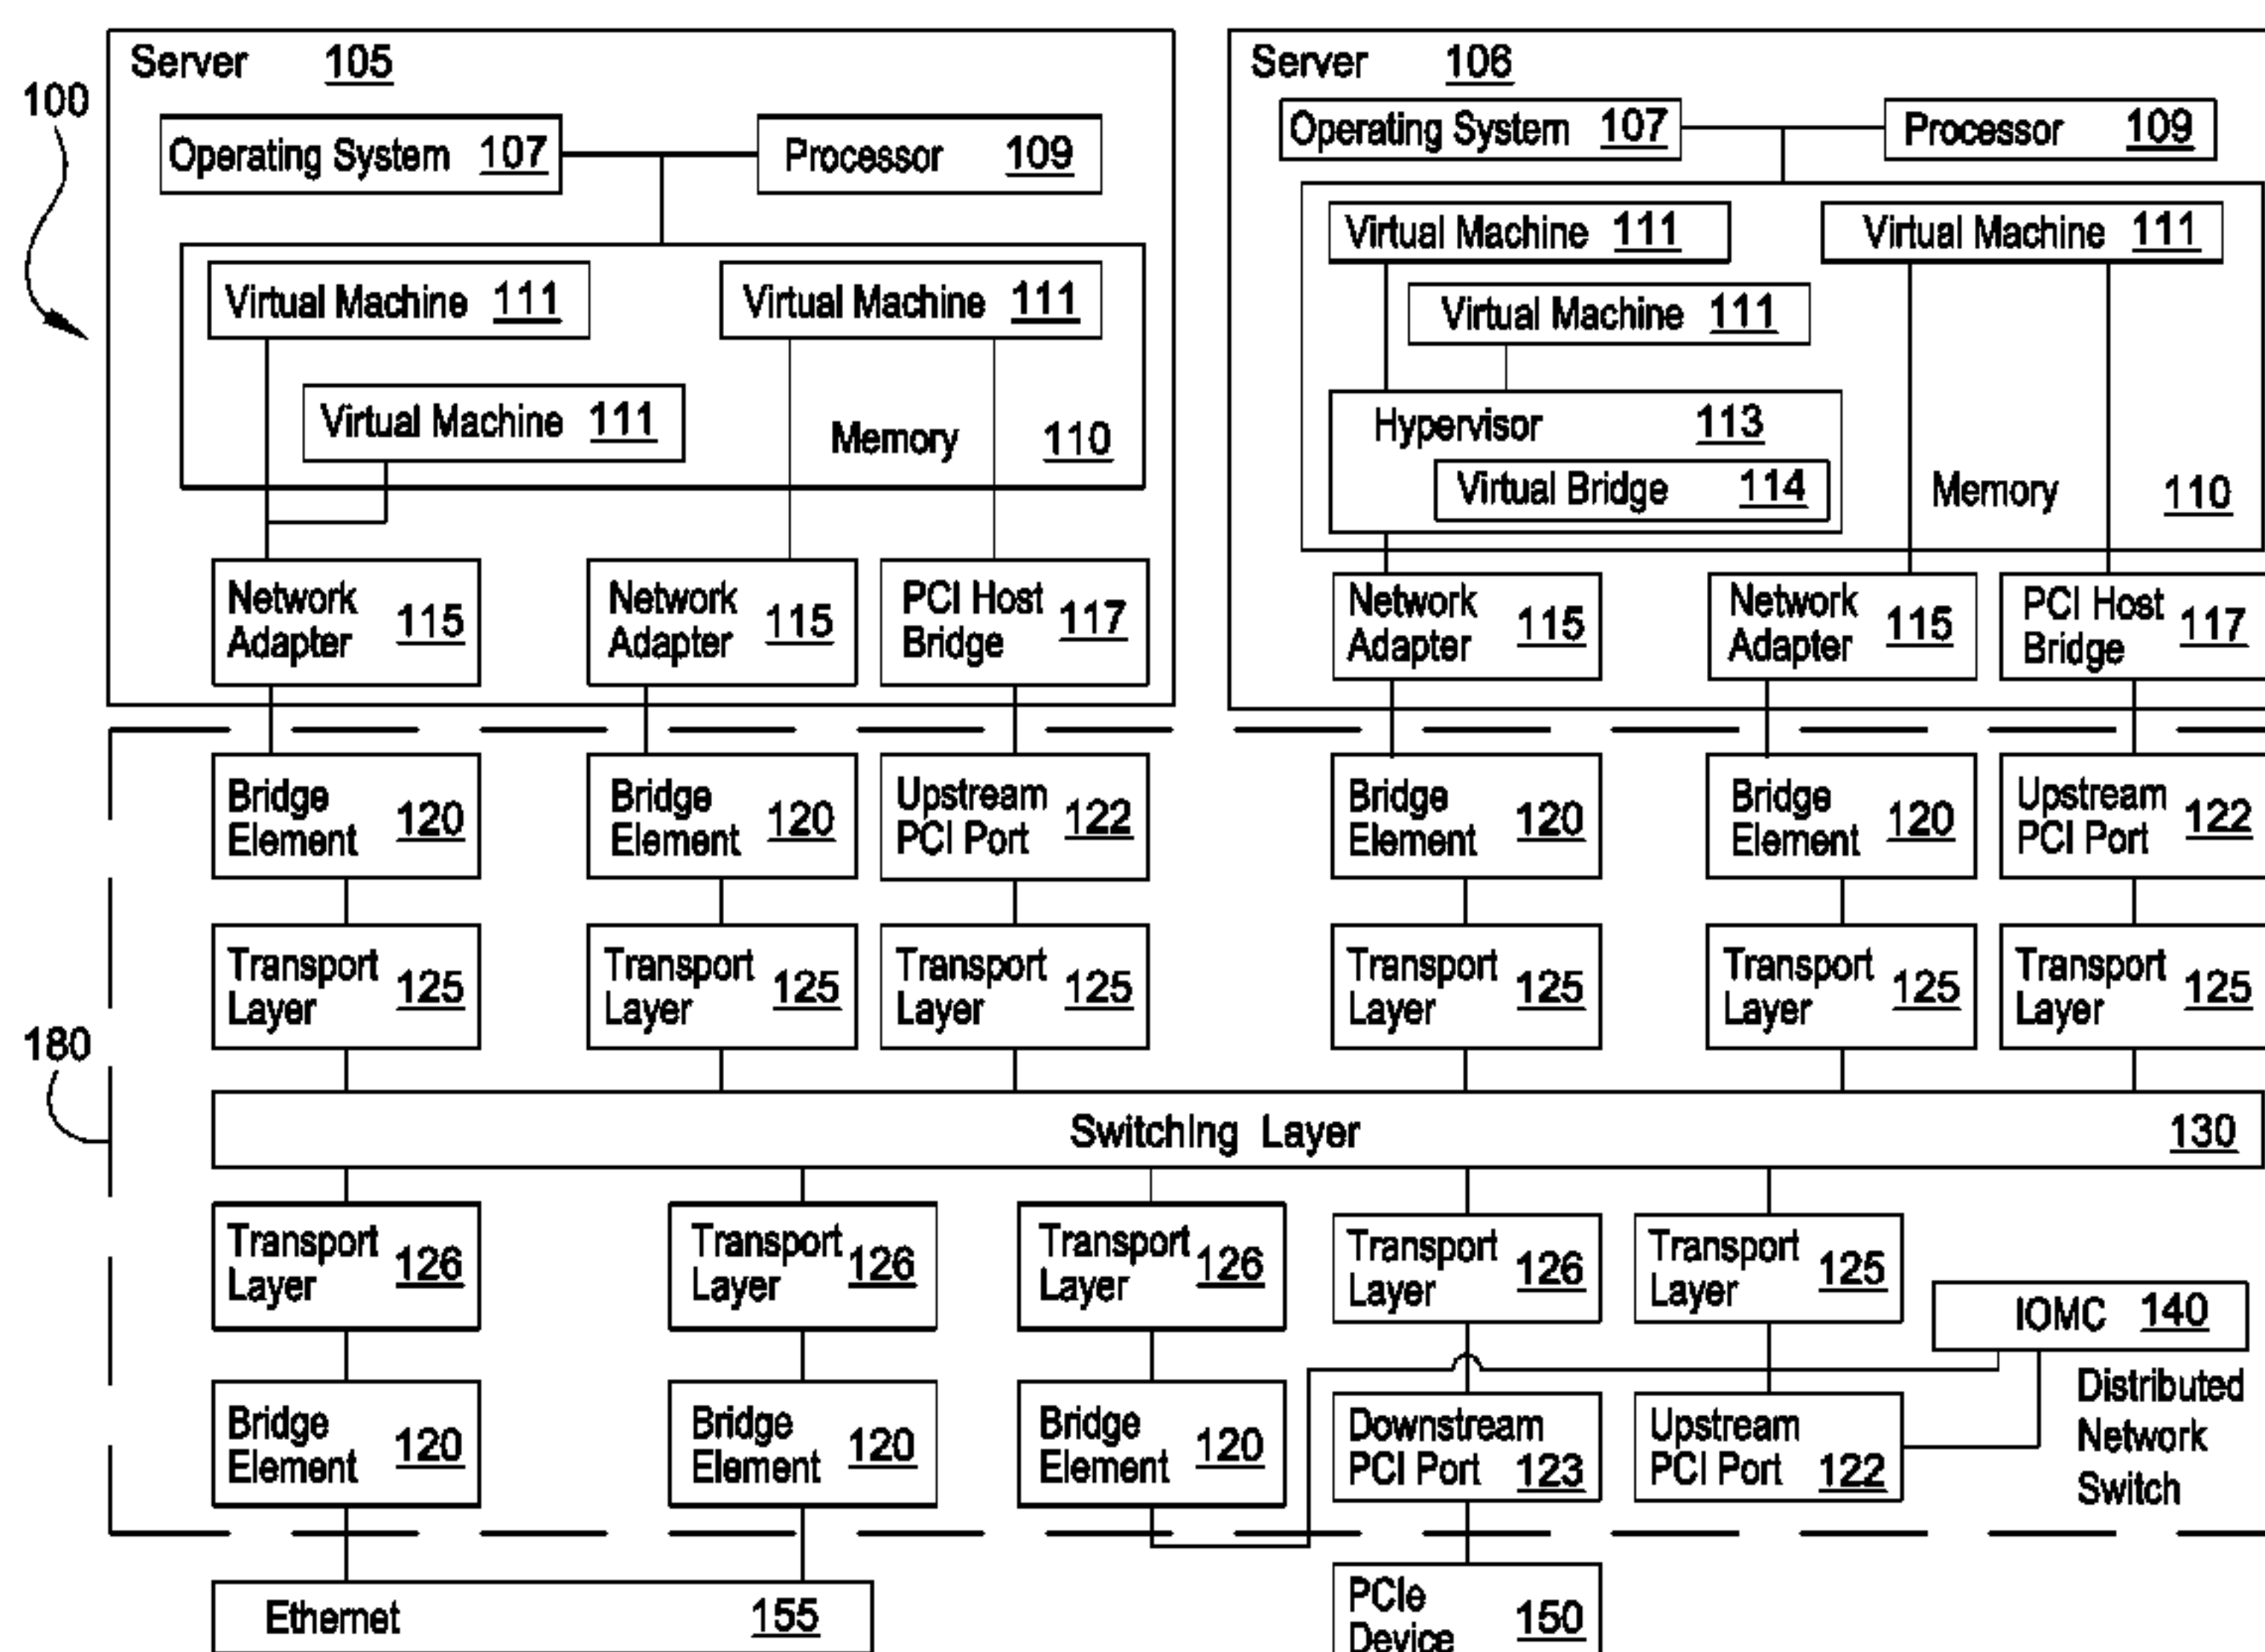 Server 105
Server 106
100
Operating System 107
Processor 109
Operating System 107
Processor 109
Virtual Machine 111
Virtual Machine 111
Virtual Machine 111
Virtual Machine 111
Virtual Machine 111
Virtual Machine 111
Memory 110
Hypervisor 113
Virtual Bridge 114
Memory 110
Network
Adapter 115
Network
Adapter 115
PCI Host
Bridge 117
Network
Adapter 115
Network
Adapter 115
PCI Host
Bridge 117
Bridge
Element 120
Bridge
Element 120
Upstream
PCI Port 122
Bridge
Element 120
Bridge
Element 120
Upstream
PCI Port 122
Transport
Layer 125
Transport
Layer 125
Transport
Layer 125
Transport
Layer 125
Transport
Layer 125
Transport
Layer 125
180
Switching Layer 130
Transport
Layer 126
Transport
Layer 126
Transport
Layer 126
Transport
Layer 126
Transport
Layer 125
IOMC 140
Bridge
Element 120
Bridge
Element 120
Bridge
Element 120
Downstream
PCI Port 123
Upstream
PCI Port 122
Distributed
Network
Switch
Ethernet 155
PCIe
Device 150